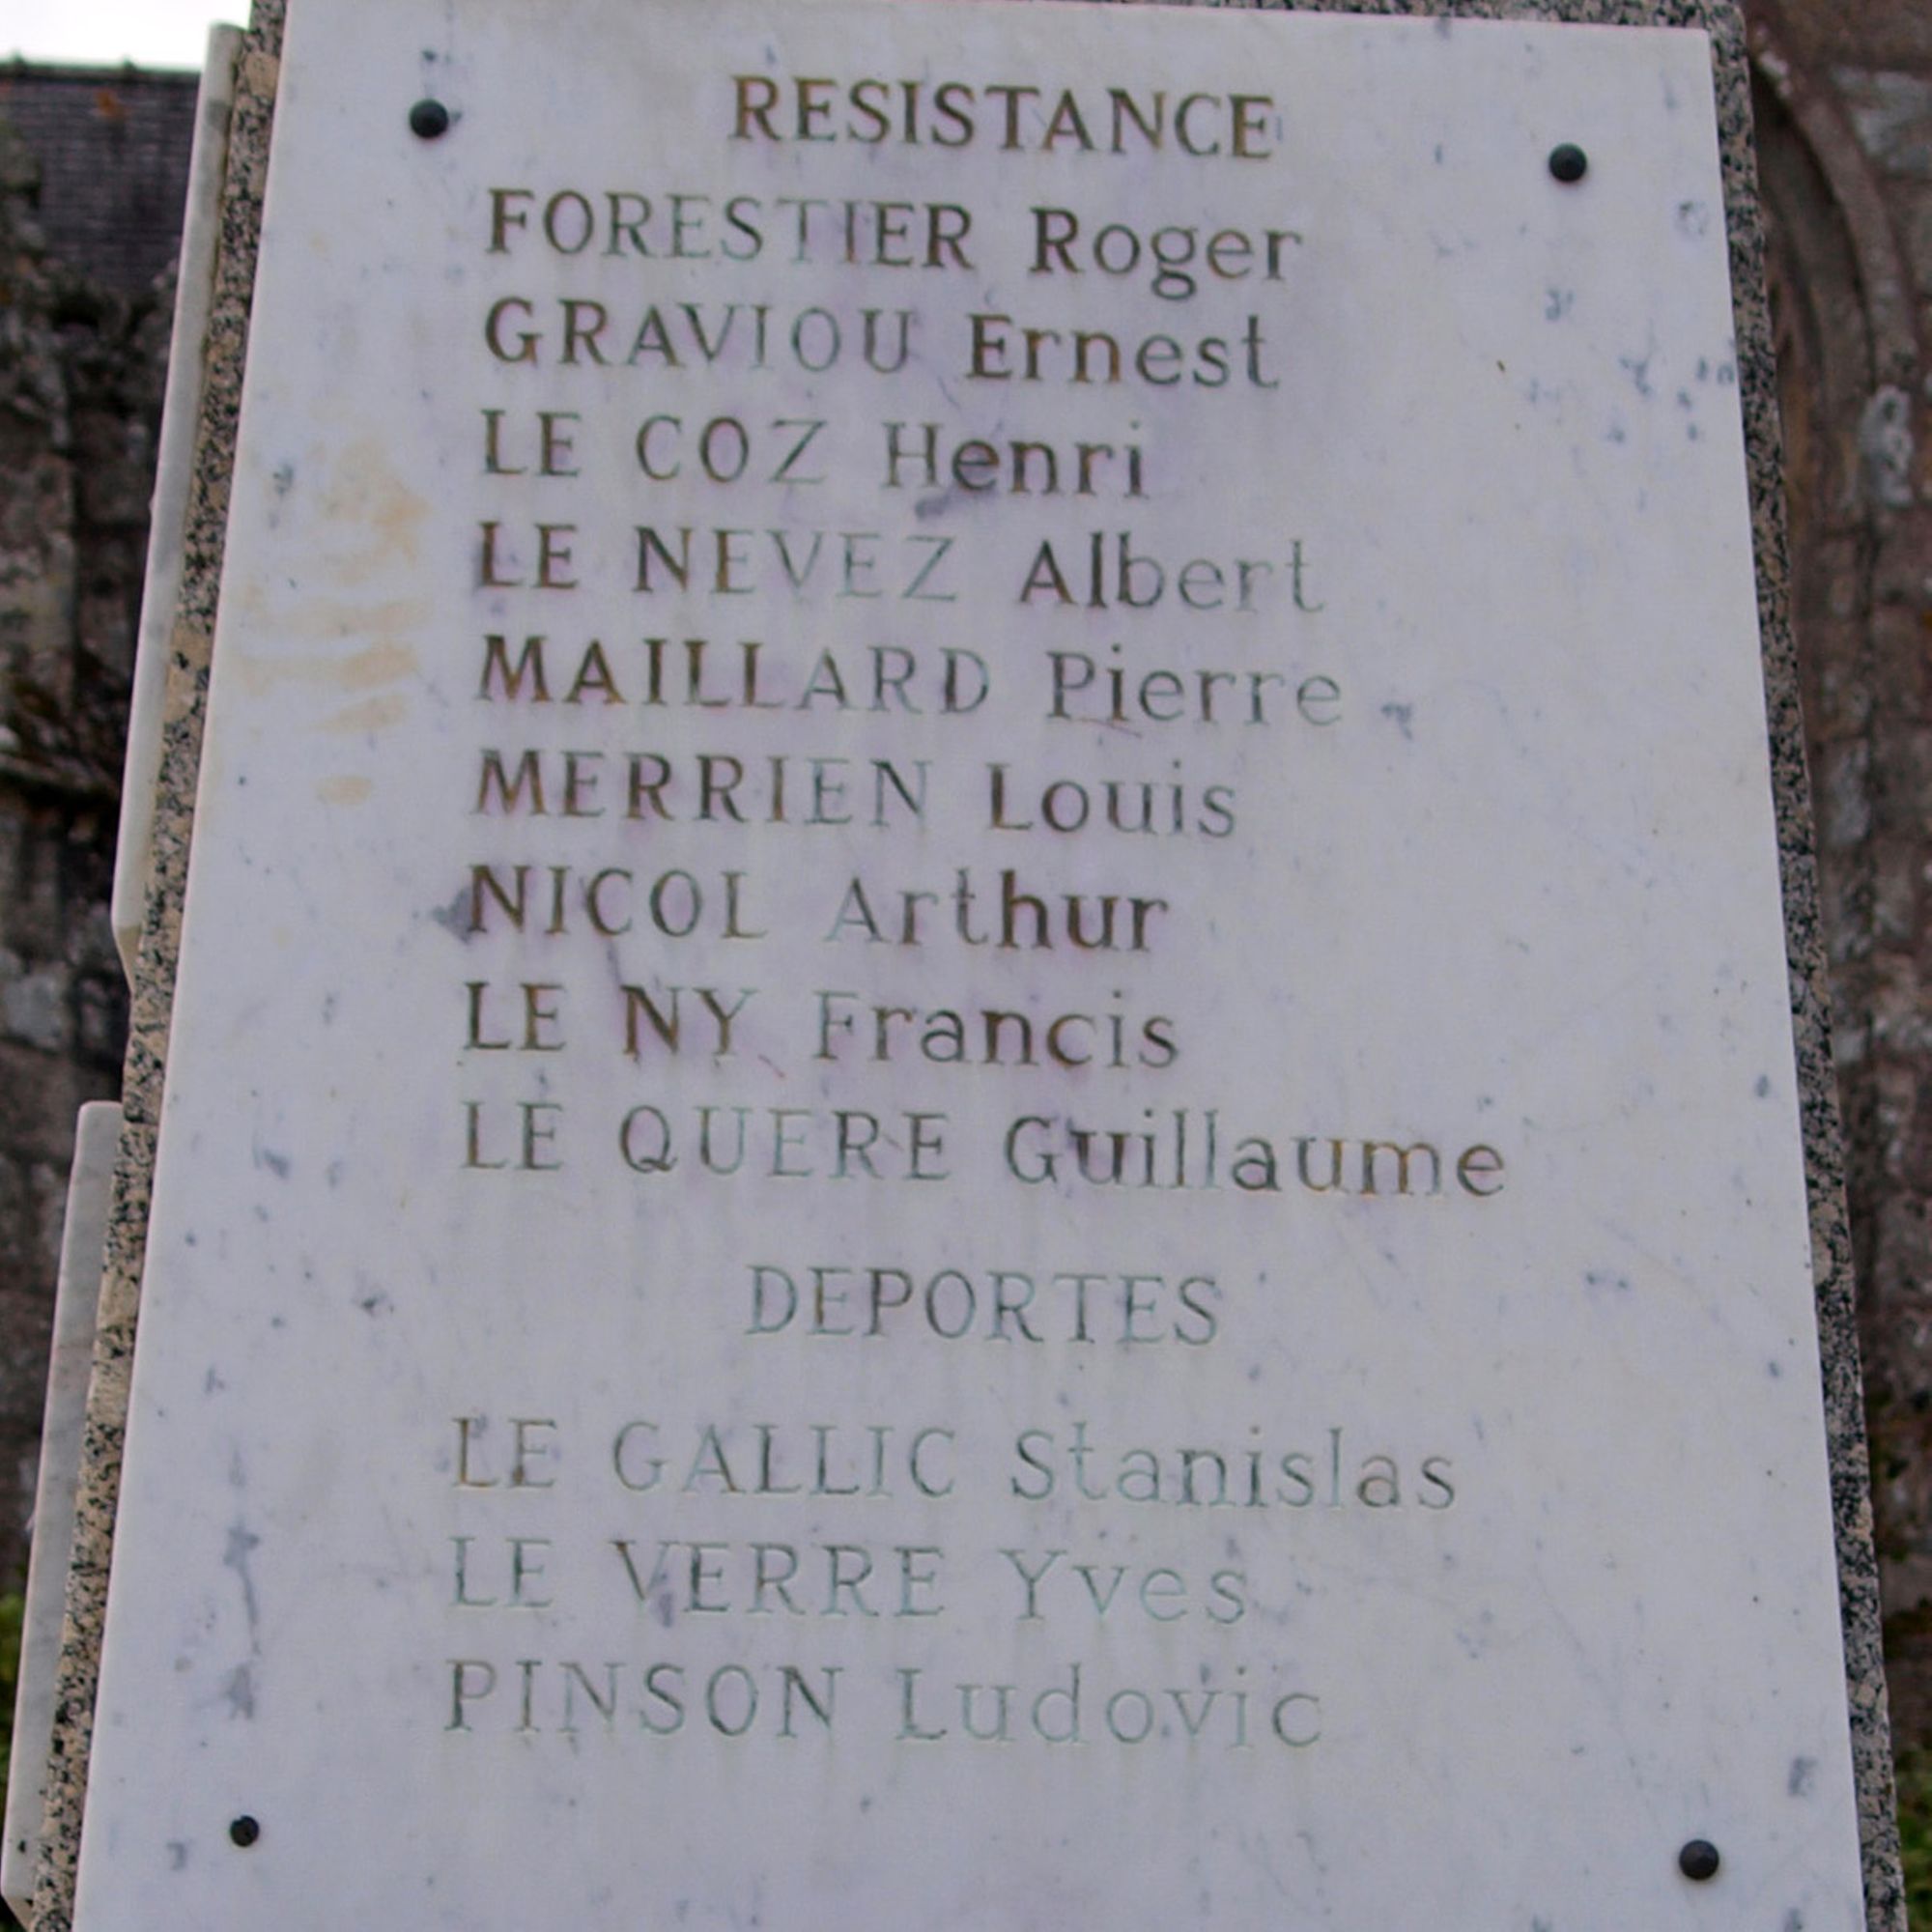 RESISTANCE
FORESTIER Roger
GRAVIOU Ernest
LE COZ Henri
LE NEVEZ Albert
MAILLARD Pierre
MERRIEN Louis
NICOL Arthur
LE NY Francis
LE QUERE Guillaume
DEPORTES
LE GALLIC Stanislas
LE VERRE Yves
PINSON Ludovic